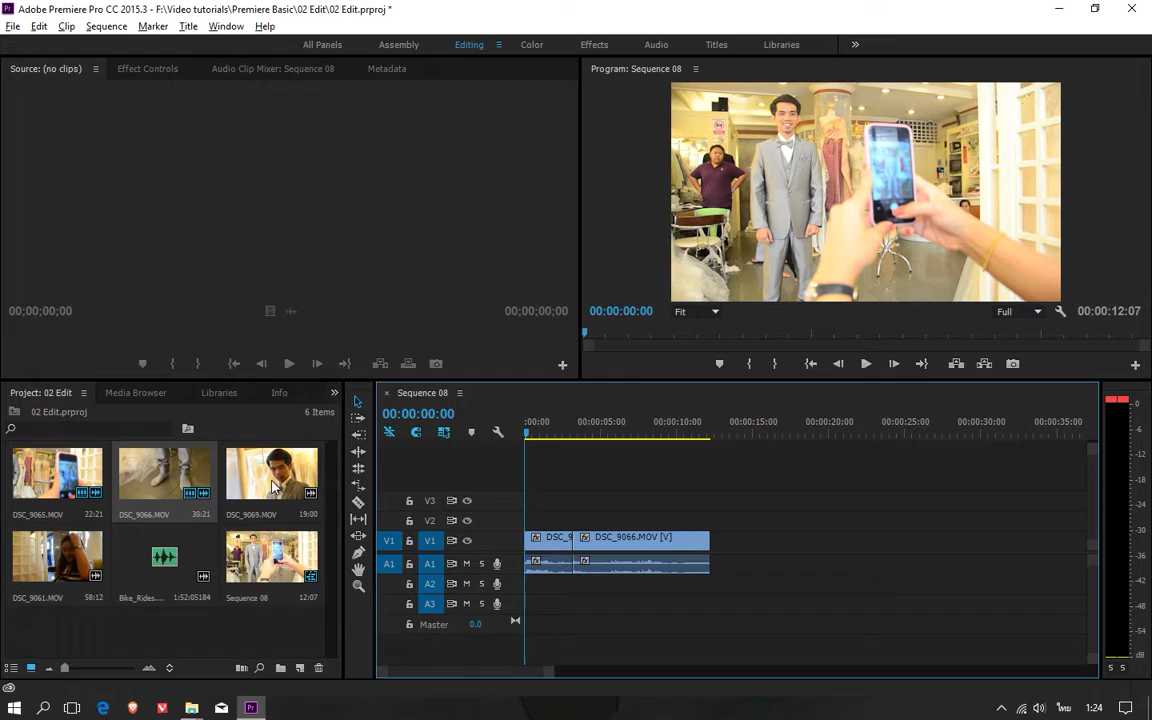 Adobe Premiere Pro CC 2015.3 - F:\Video tutorials\Premiere Basic\02 Edit\02 Edit.prproj *
File Edit Clip Sequence Marker Title Window Help
All Panels Assembly Editing Color Effects Audio Titles Libraries
Source: (no clips) Effect Controls Audio Clip Mixer: Sequence 08 Metadata
Program: Sequence 08
00;00;00;00
00;00;00;00
00:00:00:00
Fit
Full
00:00:12:07
Project: 02 Edit
Media Browser
Libraries
Info
02 Edit.prproj
6 Items
DSC_9065.MOV 22:21
DSC_9066.MOV 30:21
DSC_9069.MOV 19:00
DSC_9061.MOV 58:12
Bike_Rides... 1:52:05184
Sequence 08 12:07
Sequence 08
00:00:00:00
:00:00 00:00:05:00 00:00:10:00 00:00:15:00 00:00:20:00 00:00:25:00 00:00:30:00 00:00:35:00
V3
V2
V1 V1 DSC_9 DSC_9066.MOV [V]
A1 A1 M S
A2 M S
A3 M S
Master 0.0
0
-6
-12
-18
-24
-30
-36
-42
-48
-54
dB
S S
ไทย
1:24